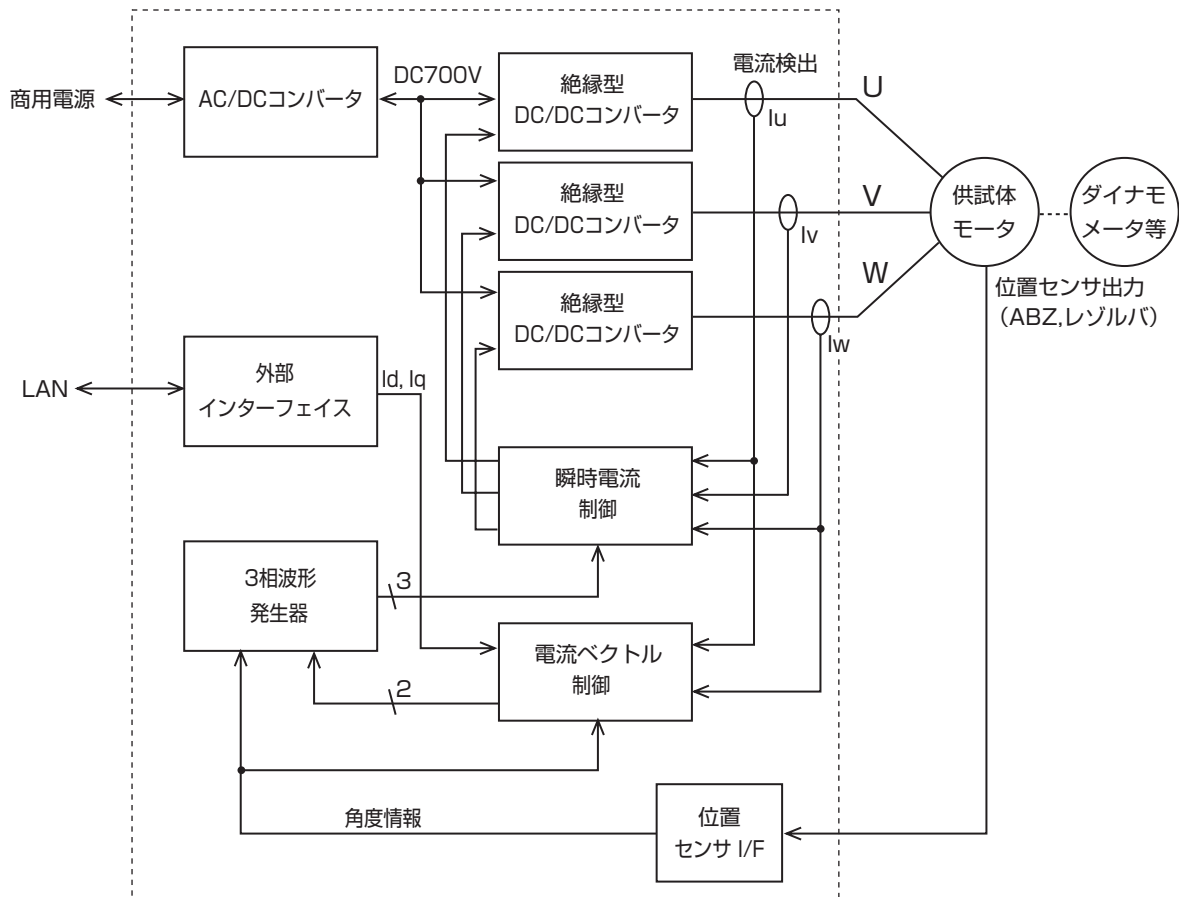 商用電源
AC/DCコンバータ
DC700V
絶縁型
DC/DCコンバータ
電流検出
Iu
U
絶縁型
DC/DCコンバータ
Iv
V
供試体
モータ
ダイナモ
メータ等
絶縁型
DC/DCコンバータ
Iw
W
位置センサ出力
（ABZ,レゾルバ）
LAN
外部
インターフェイス
Id, Iq
瞬時電流
制御
3相波形
発生器
3
電流ベクトル
制御
2
角度情報
位置
センサ I/F